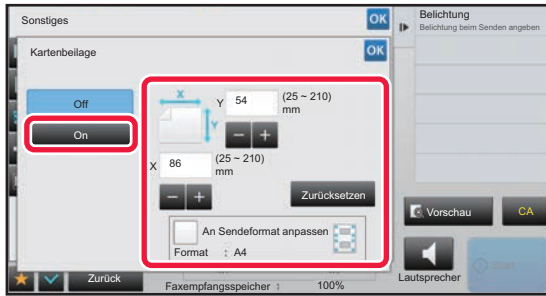 Sonstiges
OK
Belichtung
Belichtung beim Senden angeben
Kartenbeilage
OK
Off
On
X
Y
Y 54 (25 ~ 210)
mm
X 86 (25 ~ 210)
mm
Zurücksetzen
An Sendeformat anpassen
Format : A4
Vorschau
CA
Zurück
Faxempfangsspeicher : 100%
Lautsprecher